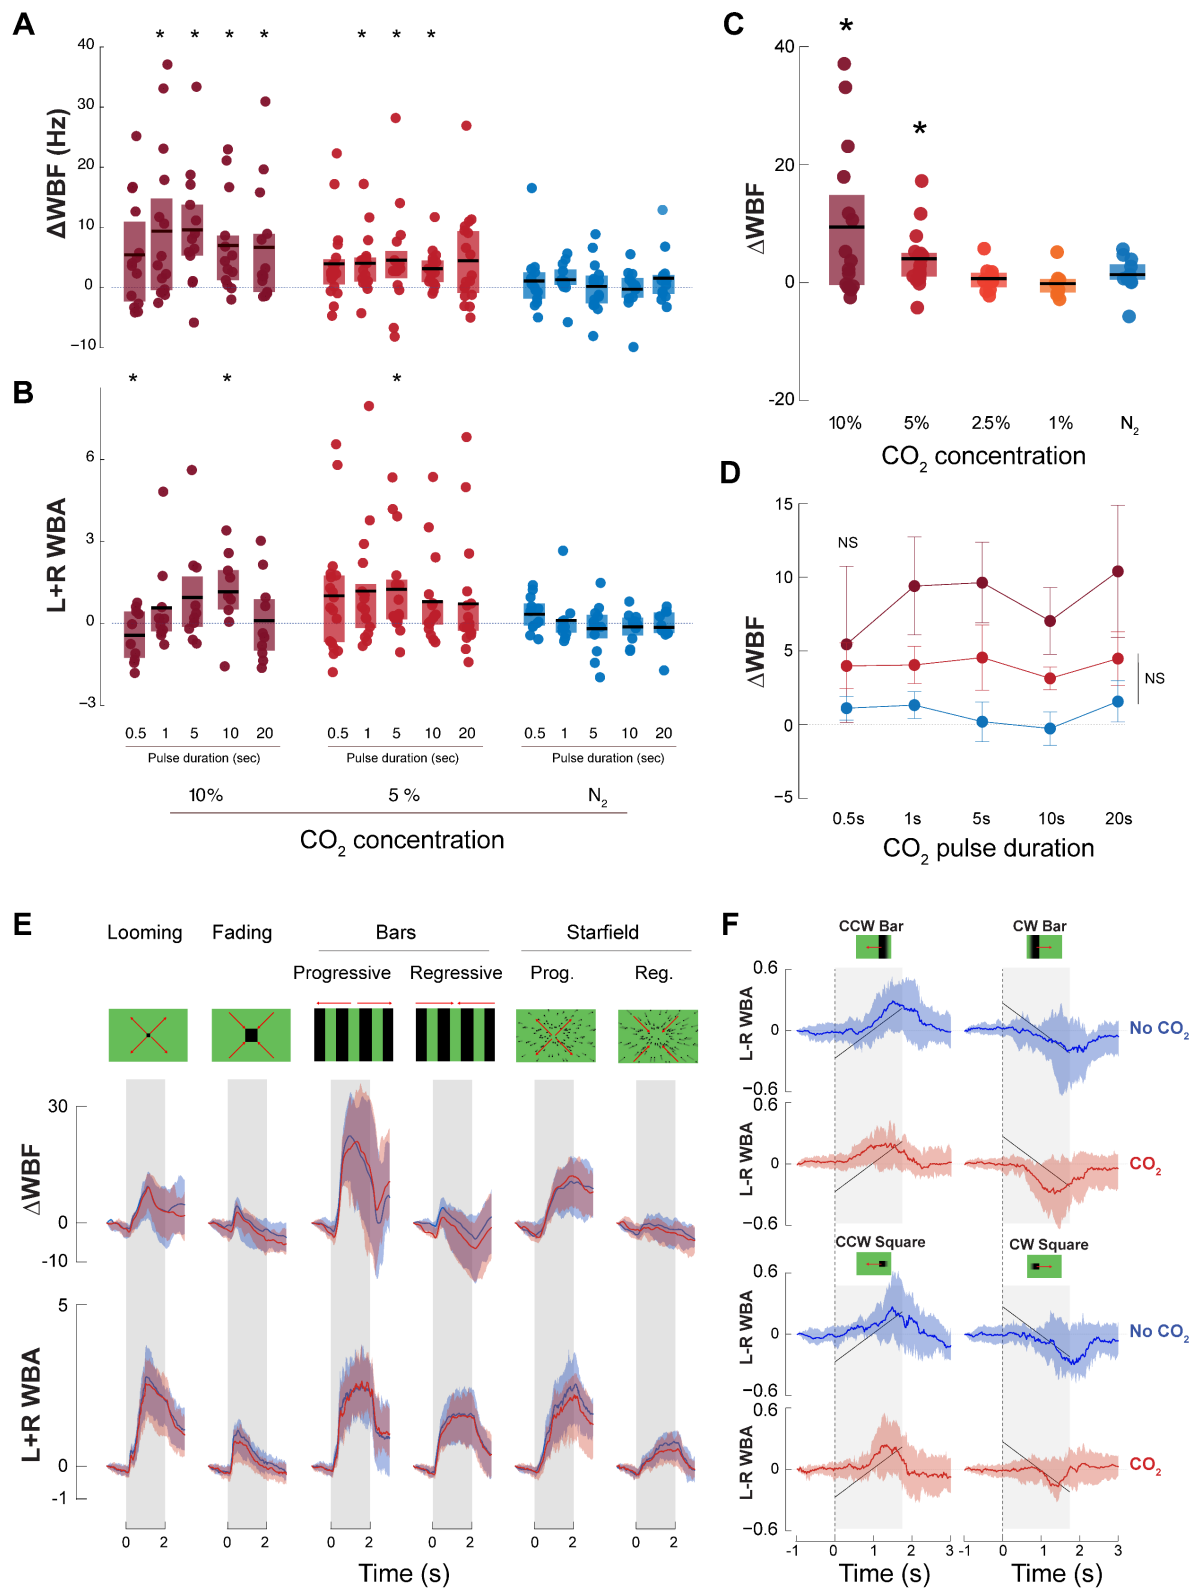 A
* * * * * * *
ΔWBF (Hz)
40
30
20
10
0
−10
B
* * *
L+R WBA
6
3
0
−3
0.5 1 5 10 20 0.5 1 5 10 20 0.5 1 5 10 20
Pulse duration (sec) Pulse duration (sec) Pulse duration (sec)
10% 5 % N2
CO2 concentration
C
*
*
ΔWBF
40
20
0
-20
10% 5% 2.5% 1% N2
CO2 concentration
D
ΔWBF
15
10
5
0
−5
NS
NS
0.5s 1s 5s 10s 20s
CO2 pulse duration
E
Looming Fading Bars Starfield
Progressive Regressive Prog. Reg.
ΔWBF
30
0
-10
L+R WBA
5
0
-1
0 2 0 2 0 2 0 2 0 2 0 2
Time (s)
F
CCW Bar CW Bar
L-R WBA
0.6
0
−0.6
No CO2
L-R WBA
0.6
0
−0.6
CO2
CCW Square CW Square
L-R WBA
0.6
0
−0.6
No CO2
L-R WBA
0.6
0
−0.6
CO2
-1 0 1 2 3 -1 0 1 2 3
Time (s) Time (s)